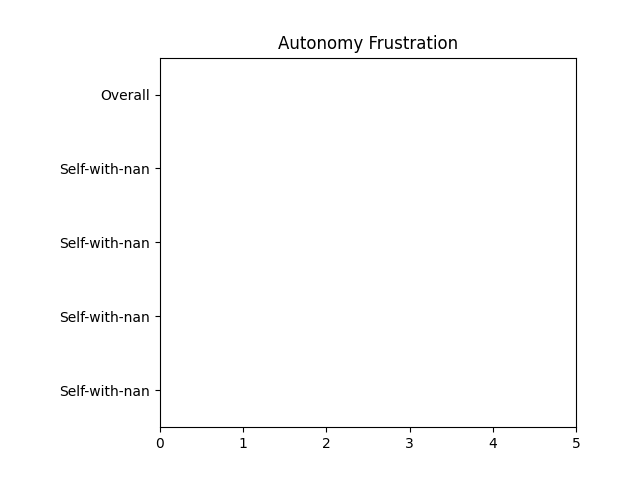 Autonomy Frustration
Overall
Self-with-nan
Self-with-nan
Self-with-nan
Self-with-nan
0 1 2 3 4 5